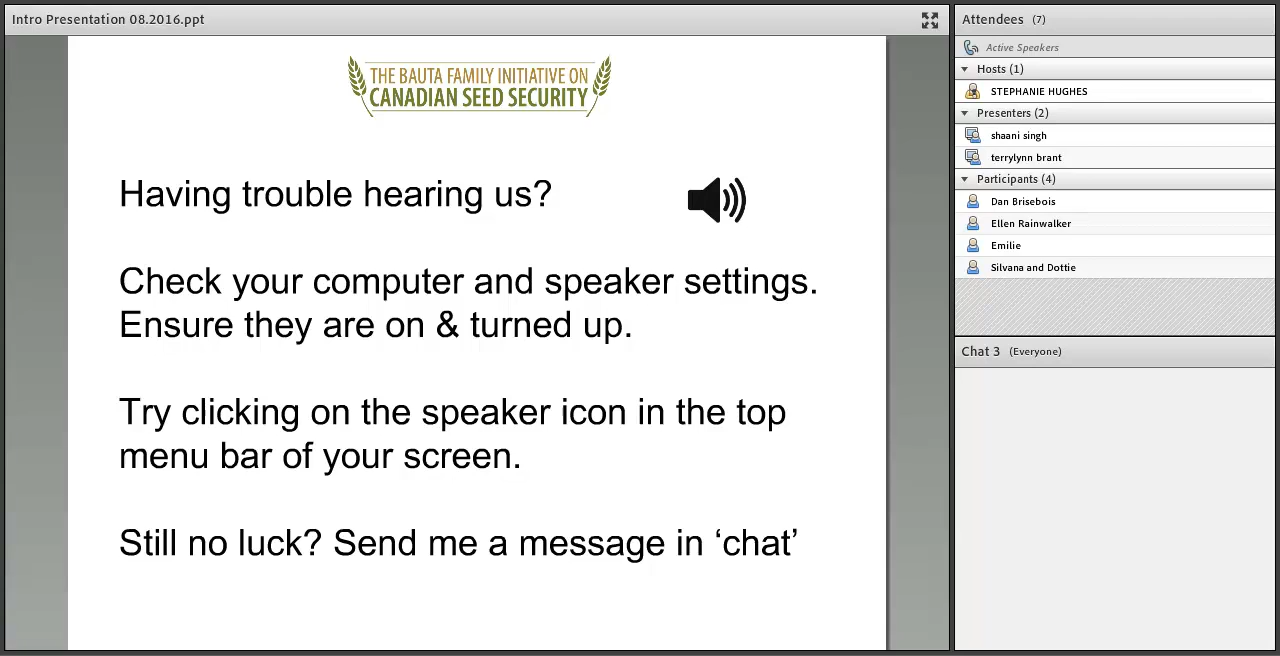 Intro Presentation 08.2016.ppt
THE BAUTA FAMILY INITIATIVE ON
CANADIAN SEED SECURITY
Having trouble hearing us?
Check your computer and speaker settings.
Ensure they are on & turned up.
Try clicking on the speaker icon in the top
menu bar of your screen.
Still no luck? Send me a message in ‘chat’
Attendees (7)
Active Speakers
Hosts (1)
STEPHANIE HUGHES
Presenters (2)
shaani singh
terrylynn brant
Participants (4)
Dan Brisebois
Ellen Rainwalker
Emilie
Silvana and Dottie
Chat 3 (Everyone)